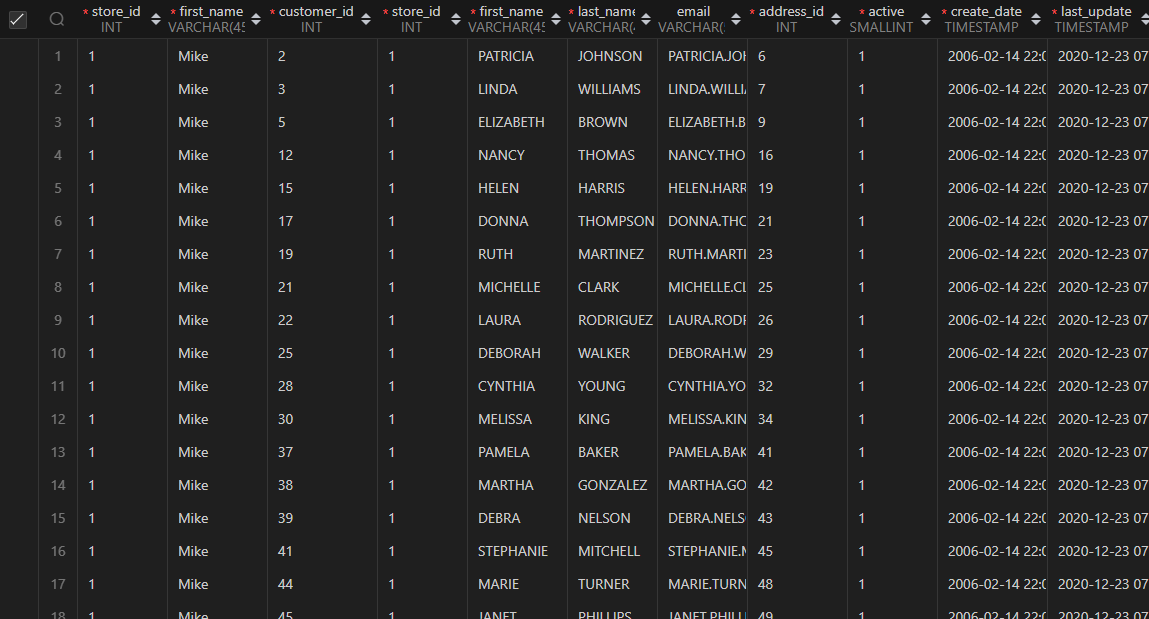 * store_id * first_name * customer_id * store_id * first_name * last_name email * address_id * active * create_date * last_update
INT VARCHAR(45 INT INT VARCHAR(45 VARCHAR( VARCHAR( INT SMALLINT TIMESTAMP TIMESTAMP
1 1 Mike 2 1 PATRICIA JOHNSON PATRICIA.JOH 6 1 2006-02-14 22:0 2020-12-23 07
2 1 Mike 3 1 LINDA WILLIAMS LINDA.WILLIA 7 1 2006-02-14 22:0 2020-12-23 07
3 1 Mike 5 1 ELIZABETH BROWN ELIZABETH.B 9 1 2006-02-14 22:0 2020-12-23 07
4 1 Mike 12 1 NANCY THOMAS NANCY.THO 16 1 2006-02-14 22:0 2020-12-23 07
5 1 Mike 15 1 HELEN HARRIS HELEN.HARR 19 1 2006-02-14 22:0 2020-12-23 07
6 1 Mike 17 1 DONNA THOMPSON DONNA.THO 21 1 2006-02-14 22:0 2020-12-23 07
7 1 Mike 19 1 RUTH MARTINEZ RUTH.MARTI 23 1 2006-02-14 22:0 2020-12-23 07
8 1 Mike 21 1 MICHELLE CLARK MICHELLE.CL 25 1 2006-02-14 22:0 2020-12-23 07
9 1 Mike 22 1 LAURA RODRIGUEZ LAURA.RODR 26 1 2006-02-14 22:0 2020-12-23 07
10 1 Mike 25 1 DEBORAH WALKER DEBORAH.W 29 1 2006-02-14 22:0 2020-12-23 07
11 1 Mike 28 1 CYNTHIA YOUNG CYNTHIA.YO 32 1 2006-02-14 22:0 2020-12-23 07
12 1 Mike 30 1 MELISSA KING MELISSA.KIN 34 1 2006-02-14 22:0 2020-12-23 07
13 1 Mike 37 1 PAMELA BAKER PAMELA.BAK 41 1 2006-02-14 22:0 2020-12-23 07
14 1 Mike 38 1 MARTHA GONZALEZ MARTHA.GO 42 1 2006-02-14 22:0 2020-12-23 07
15 1 Mike 39 1 DEBRA NELSON DEBRA.NELS 43 1 2006-02-14 22:0 2020-12-23 07
16 1 Mike 41 1 STEPHANIE MITCHELL STEPHANIE.M 45 1 2006-02-14 22:0 2020-12-23 07
17 1 Mike 44 1 MARIE TURNER MARIE.TURN 48 1 2006-02-14 22:0 2020-12-23 07
18 1 Mike 45 1 JANET PHILLIPS JANET.PHILLI 49 1 2006-02-14 22:0 2020-12-23 07